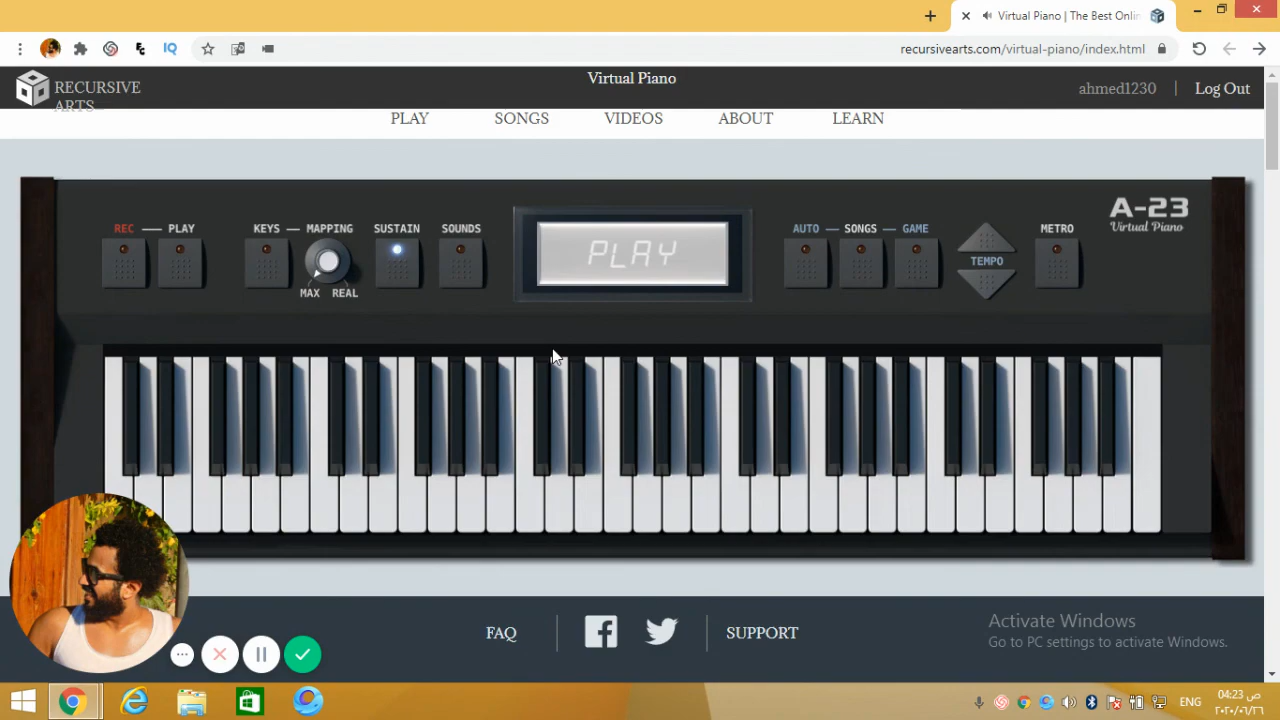 Virtual Piano | The Best Onlin
recursivearts.com/virtual-piano/index.html
RECURSIVE
ARTS
Virtual Piano
ahmed1230 | Log Out
PLAY SONGS VIDEOS ABOUT LEARN
A-23
Virtual Piano
REC PLAY KEYS MAPPING SUSTAIN SOUNDS
MAX REAL
PLAY
AUTO SONGS GAME
TEMPO
METRO
FAQ
SUPPORT
Activate Windows
Go to PC settings to activate Windows.
IQ
ENG
04:23 ص